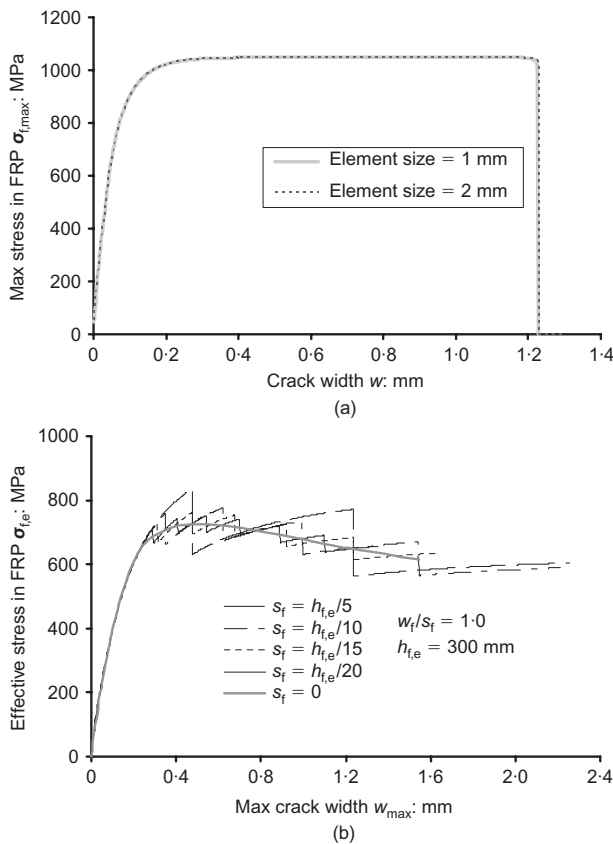 1200
1000
800
600
400
200
0
Max stress in FRP σf,max: MPa
Element size = 1 mm
Element size = 2 mm
0 0·2 0·4 0·6 0·8 1·0 1·2 1·4
Crack width w: mm
(a)
1000
800
600
400
200
0
Effective stress in FRP σf,e: MPa
sf = hf,e/5
sf = hf,e/10
sf = hf,e/15
sf = hf,e/20
sf = 0
wf/sf = 1·0
hf,e = 300 mm
0 0·4 0·8 1·2 1·6 2·0 2·4
Max crack width wmax: mm
(b)